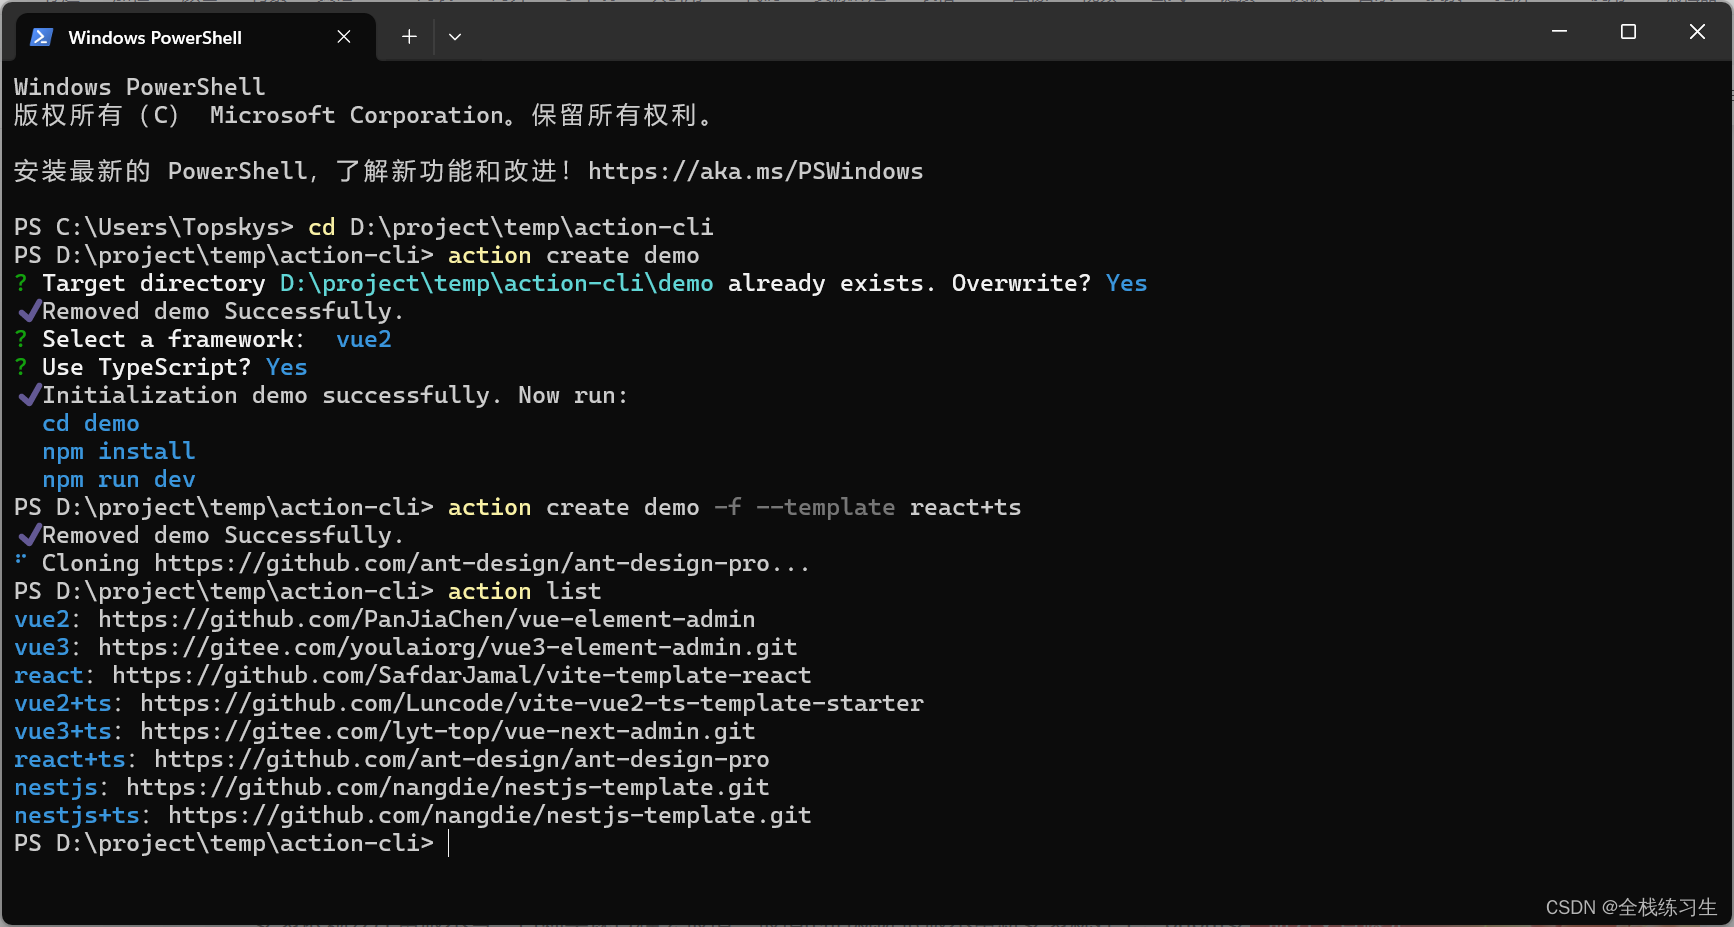 Windows PowerShell
Windows PowerShell
版权所有 (C) Microsoft Corporation。保留所有权利。
安装最新的 PowerShell，了解新功能和改进！https://aka.ms/PSWindows
PS C:\Users\Topskys> cd D:\project\temp\action-cli
PS D:\project\temp\action-cli> action create demo
? Target directory D:\project\temp\action-cli\demo already exists. Overwrite? Yes
✔Removed demo Successfully.
? Select a framework:  vue2
? Use TypeScript? Yes
✔Initialization demo successfully. Now run:
cd demo
npm install
npm run dev
PS D:\project\temp\action-cli> action create demo -f --template react+ts
✔Removed demo Successfully.
⠋ Cloning https://github.com/ant-design/ant-design-pro...
PS D:\project\temp\action-cli> action list
vue2: https://github.com/PanJiaChen/vue-element-admin
vue3: https://gitee.com/youlaiorg/vue3-element-admin.git
react: https://github.com/SafdarJamal/vite-template-react
vue2+ts: https://github.com/Luncode/vite-vue2-ts-template-starter
vue3+ts: https://gitee.com/lyt-top/vue-next-admin.git
react+ts: https://github.com/ant-design/ant-design-pro
nestjs: https://github.com/nangdie/nestjs-template.git
nestjs+ts: https://github.com/nangdie/nestjs-template.git
PS D:\project\temp\action-cli>
CSDN @全栈练习生